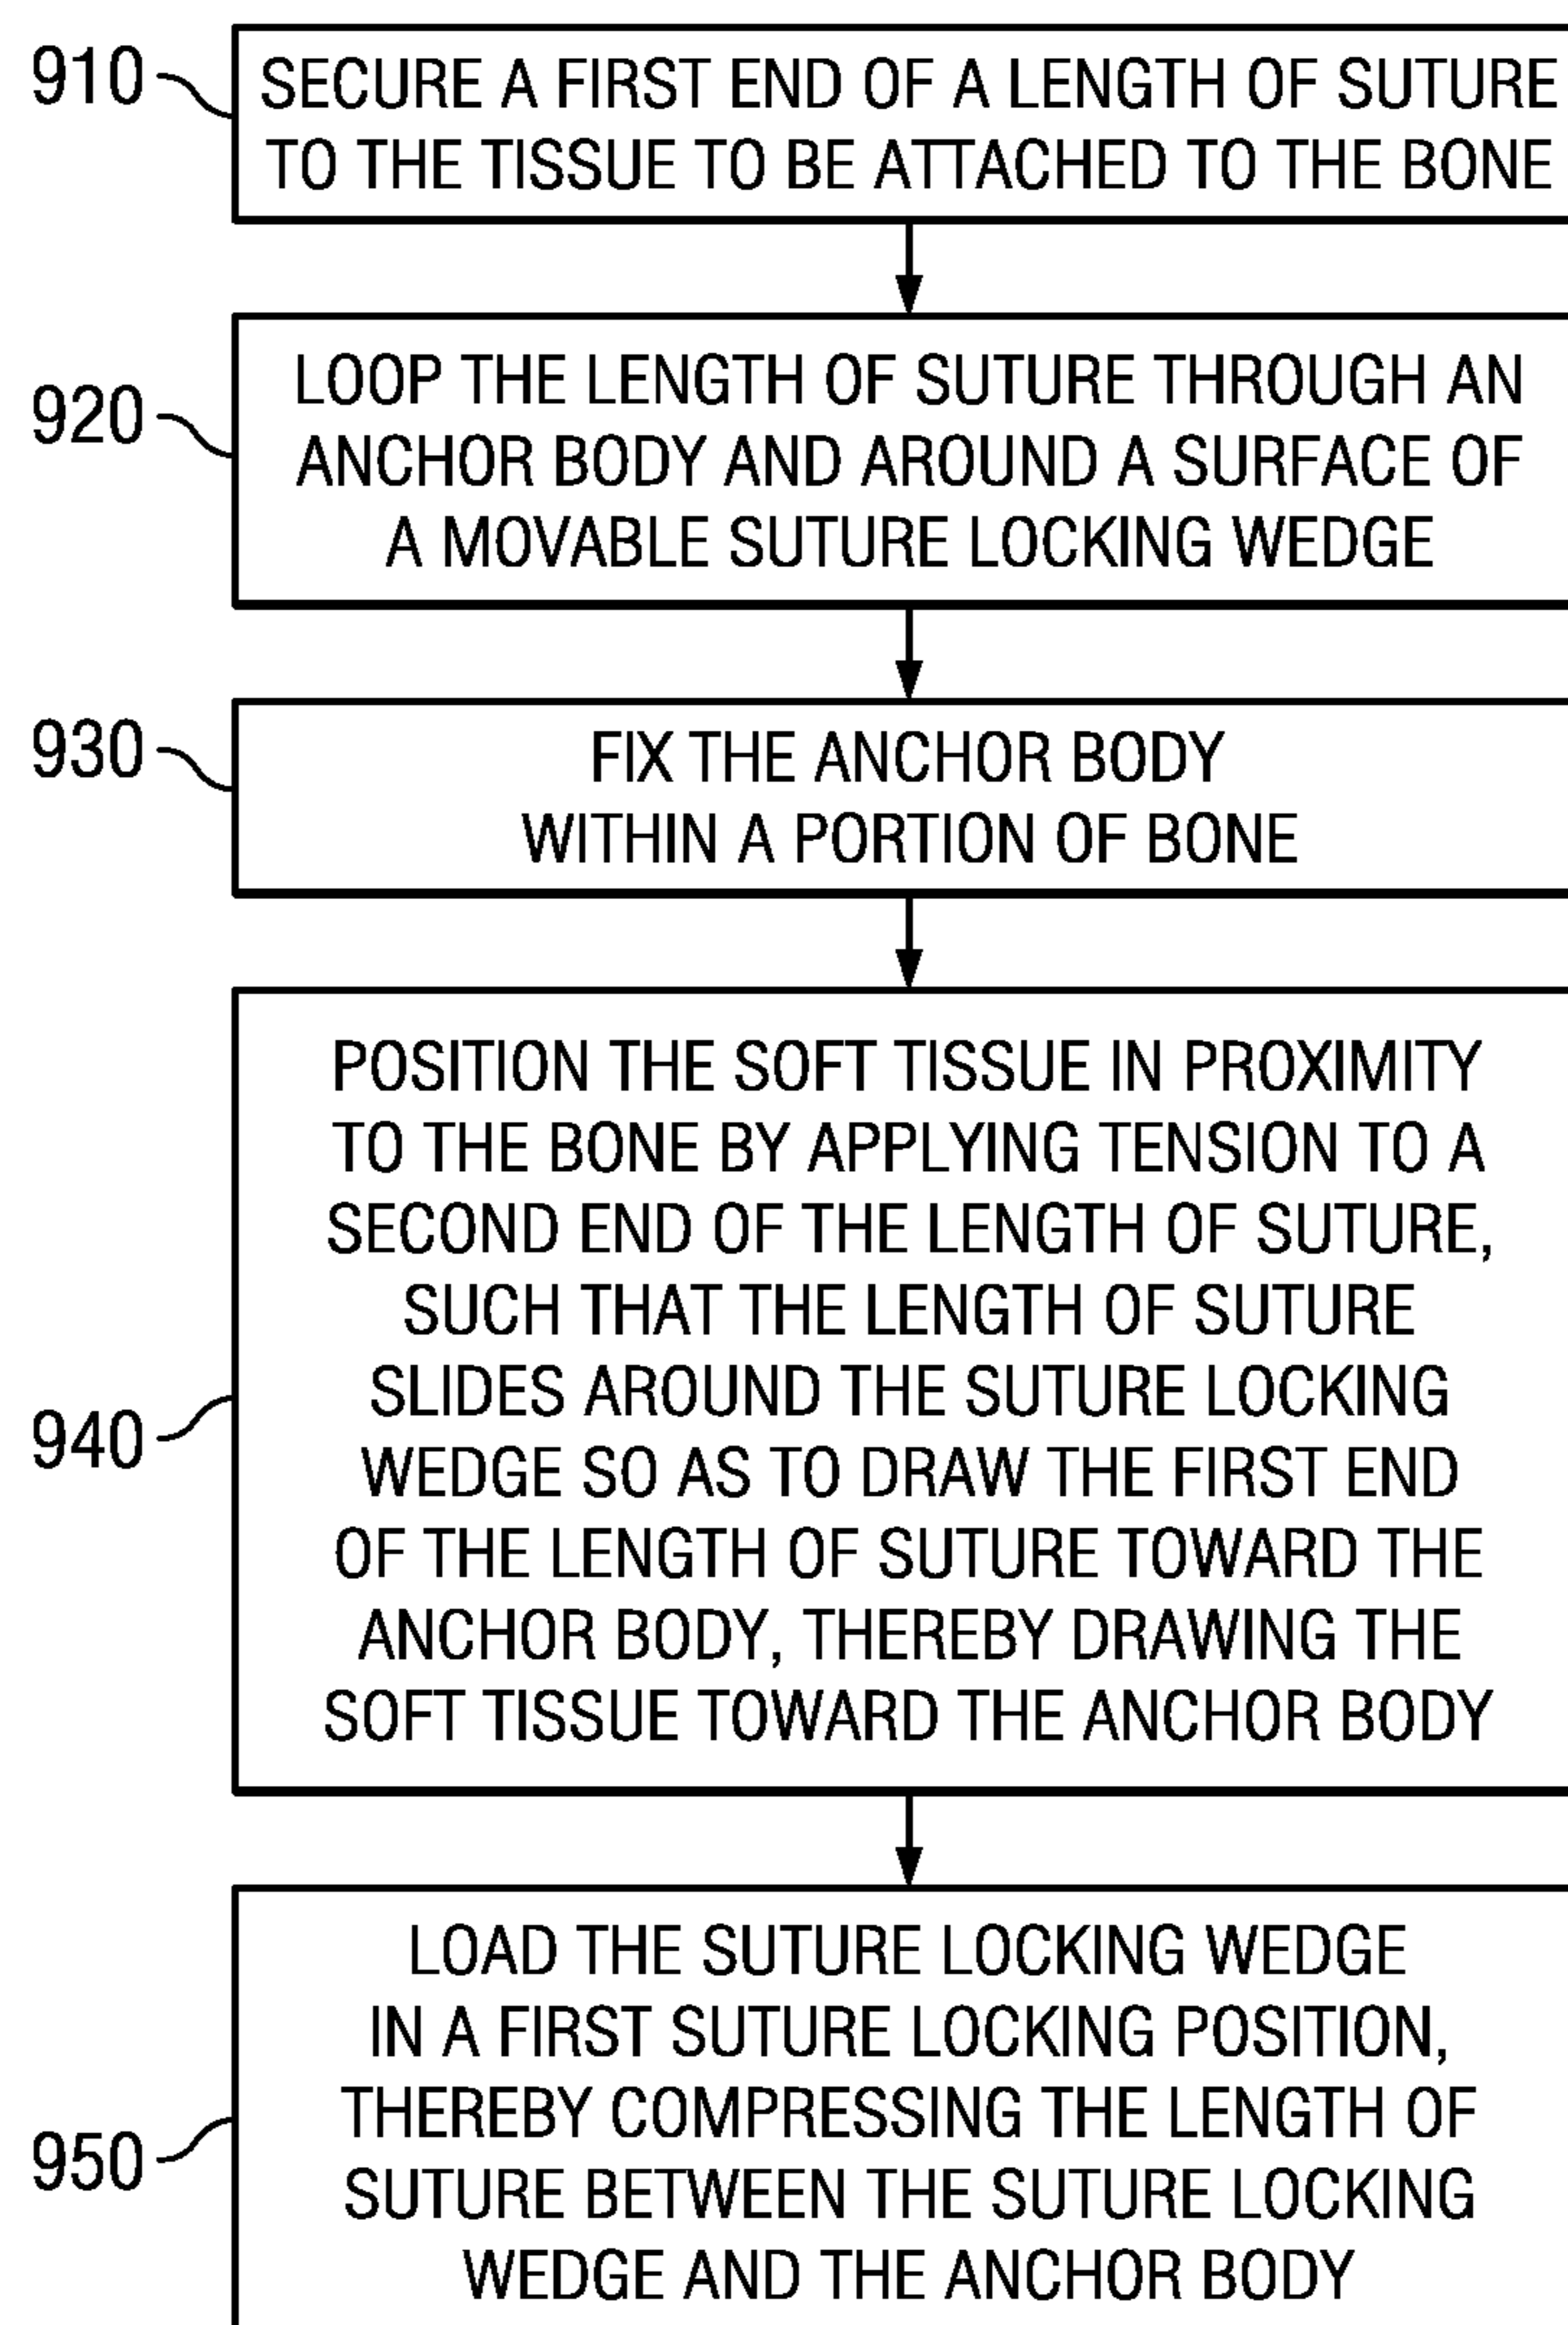 910
SECURE A FIRST END OF A LENGTH OF SUTURE
TO THE TISSUE TO BE ATTACHED TO THE BONE
920
LOOP THE LENGTH OF SUTURE THROUGH AN
ANCHOR BODY AND AROUND A SURFACE OF
A MOVABLE SUTURE LOCKING WEDGE
930
FIX THE ANCHOR BODY
WITHIN A PORTION OF BONE
940
POSITION THE SOFT TISSUE IN PROXIMITY
TO THE BONE BY APPLYING TENSION TO A
SECOND END OF THE LENGTH OF SUTURE,
SUCH THAT THE LENGTH OF SUTURE
SLIDES AROUND THE SUTURE LOCKING
WEDGE SO AS TO DRAW THE FIRST END
OF THE LENGTH OF SUTURE TOWARD THE
ANCHOR BODY, THEREBY DRAWING THE
SOFT TISSUE TOWARD THE ANCHOR BODY
950
LOAD THE SUTURE LOCKING WEDGE
IN A FIRST SUTURE LOCKING POSITION,
THEREBY COMPRESSING THE LENGTH OF
SUTURE BETWEEN THE SUTURE LOCKING
WEDGE AND THE ANCHOR BODY